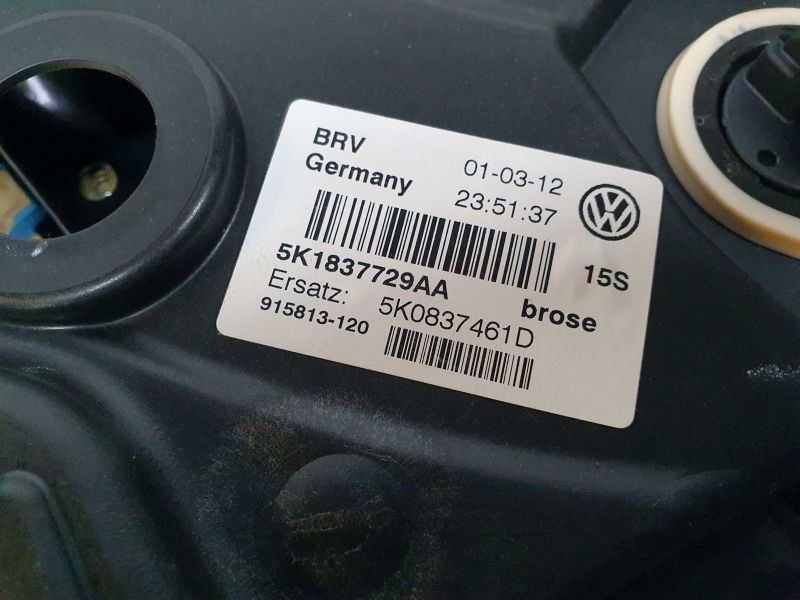 BRV 01-03-12
Germany 23:51:37
5K1837729AA 15S
Ersatz: 5K0837461D brose
915813-120